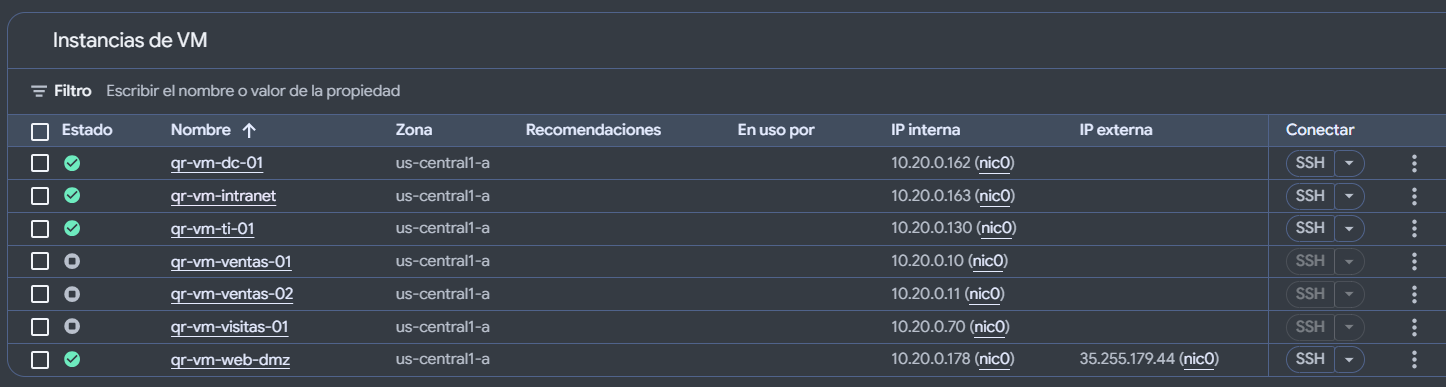 Instancias de VM
Filtro Escribir el nombre o valor de la propiedad
Estado Nombre Zona Recomendaciones En uso por IP interna IP externa Conectar
qr-vm-dc-01 us-central1-a 10.20.0.162 (nic0) SSH
qr-vm-intranet us-central1-a 10.20.0.163 (nic0) SSH
qr-vm-ti-01 us-central1-a 10.20.0.130 (nic0) SSH
qr-vm-ventas-01 us-central1-a 10.20.0.10 (nic0) SSH
qr-vm-ventas-02 us-central1-a 10.20.0.11 (nic0) SSH
qr-vm-visitas-01 us-central1-a 10.20.0.70 (nic0) SSH
qr-vm-web-dmz us-central1-a 10.20.0.178 (nic0) 35.255.179.44 (nic0) SSH